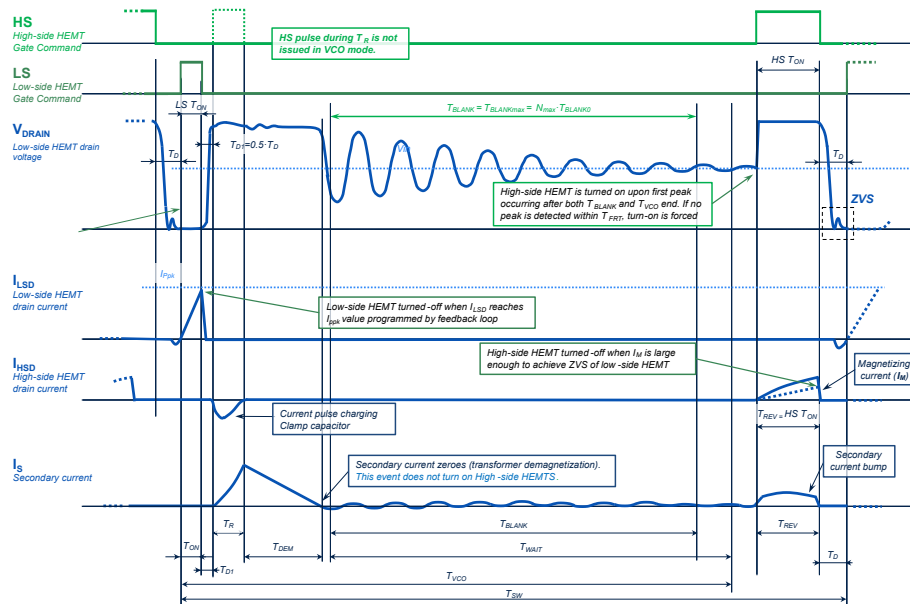 HS
High-side HEMT
Gate Command
HS pulse during TR is not
issued in VCO mode.
HS TON
LS
Low-side HEMT
Gate Command
LS TON
TBLANK = TBLANKmax = Nmax· TBLANK0
VDRAIN
Low-side HEMT drain
voltage
TD
TD1=0.5·TD
TD
High-side HEMT is turned on upon first peak
occurring after both TBLANK and TVCO end. If no
peak is detected within TFRT, turn-on is forced
ZVS
IPpk
ILSD
Low-side HEMT
drain current
Low-side HEMT turned-off when ILSD reaches
Ippk value programmed by feedback loop
High-side HEMT turned-off when IM is large
enough to achieve ZVS of low-side HEMT
IHSD
High-side HEMT
drain current
Magnetizing
current (IM)
Current pulse charging
Clamp capacitor
TREV = HS TON
IS
Secondary current
Secondary current zeroes (transformer demagnetization).
This event does not turn on High-side HEMTS.
Secondary
current bump
TR
TBLANK
TREV
TON
TDEM
TWAIT
TD
TD1
TVCO
TSW